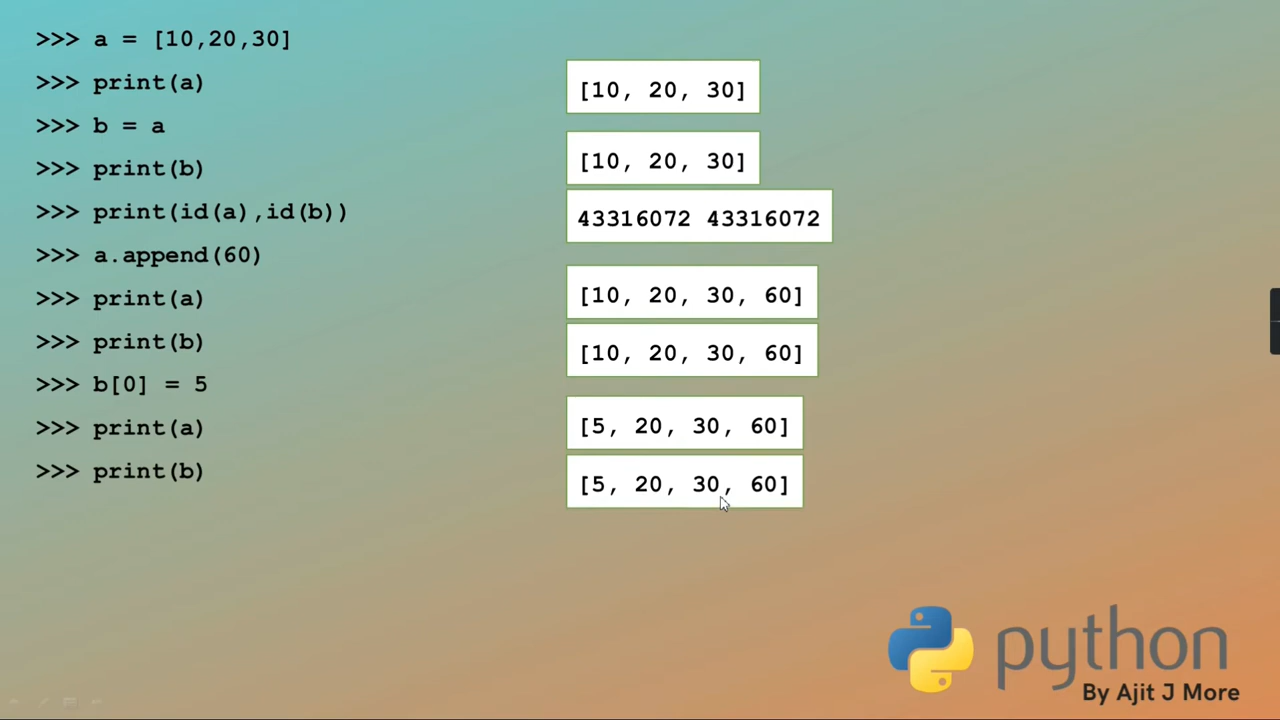 >>> a = [10,20,30]
>>> print(a)
[10, 20, 30]
>>> b = a
>>> print(b)
[10, 20, 30]
>>> print(id(a),id(b))
43316072 43316072
>>> a.append(60)
>>> print(a)
[10, 20, 30, 60]
>>> print(b)
[10, 20, 30, 60]
>>> b[0] = 5
>>> print(a)
[5, 20, 30, 60]
>>> print(b)
[5, 20, 30, 60]
python
By Ajit J More